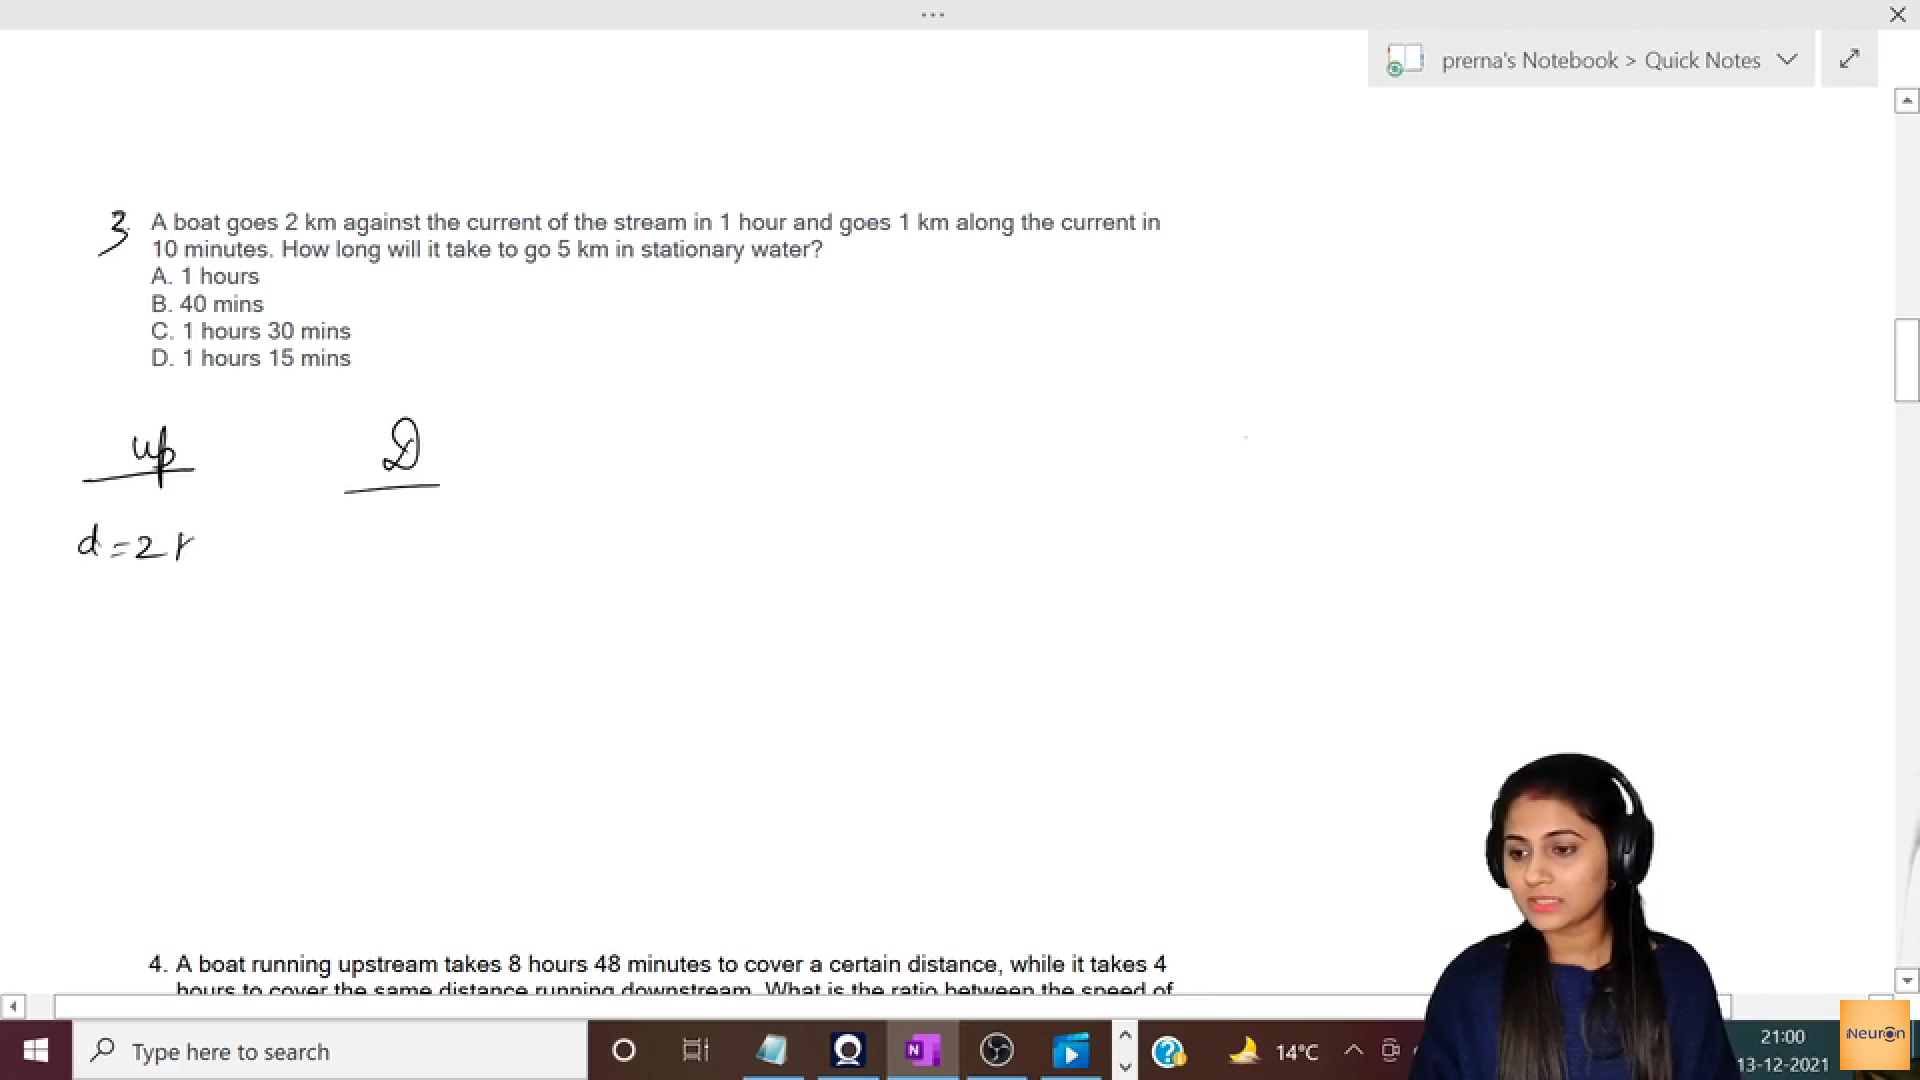 prerna's Notebook > Quick Notes
3. A boat goes 2 km against the current of the stream in 1 hour and goes 1 km along the current in
10 minutes. How long will it take to go 5 km in stationary water?
A. 1 hours
B. 40 mins
C. 1 hours 30 mins
D. 1 hours 15 mins
up D
d = 2
4. A boat running upstream takes 8 hours 48 minutes to cover a certain distance, while it takes 4
hours to cover the same distance running downstream. What is the ratio between the speed of
Type here to search
14°C
21:00
13-12-2021
iNeuron